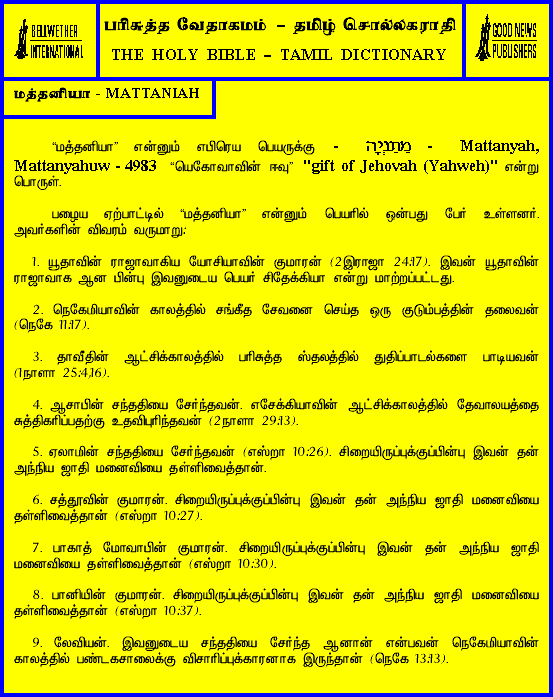 BELLWETHER
INTERNATIONAL
பரிசுத்த வேதாகமம் – தமிழ் சொல்லகராதி
THE HOLY BIBLE – TAMIL DICTIONARY
GOOD NEWS
PUBLISHERS
மத்தனியா - MATTANIAH
“மத்தனியா” என்னும் எபிரெய பெயருக்கு - מַתַּנְיָה - Mattanyah,
Mattanyahuw - 4983 “யெகோவாவின் ஈவு” "gift of Jehovah (Yahweh)" என்று
பொருள்.
பழைய ஏற்பாட்டில் “மத்தனியா” என்னும் பெயரில் ஒன்பது பேர் உள்ளனர்.
அவர்களின் விவரம் வருமாறு:
1. யூதாவின் ராஜாவாகிய யோசியாவின் குமாரன் (2இராஜா 24:17). இவன் யூதாவின்
ராஜாவாக ஆன பின்பு இவனுடைய பெயர் சிதேக்கியா என்று மாற்றப்பட்டது.
2. நெகேமியாவின் காலத்தில் சங்கீத சேவனை செய்த ஒரு குடும்பத்தின் தலைவன்
(நெகே 11:17).
3. தாவீதின் ஆட்சிக்காலத்தில் பரிசுத்த ஸ்தலத்தில் துதிப்பாடல்களை பாடியவன்
(1நாளா 25:4,16).
4. ஆசாபின் சந்ததியை சேர்ந்தவன். எசேக்கியாவின் ஆட்சிக்காலத்தில் தேவாலயத்தை
சுத்திகரிப்பதற்கு உதவிபுரிந்தவன் (2நாளா 29:13).
5. ஏலாமின் சந்ததியை சேர்ந்தவன் (எஸ்றா 10:26). சிறையிருப்புக்குப்பின்பு இவன் தன்
அந்நிய ஜாதி மனைவியை தள்ளிவைத்தான்.
6. சத்தூவின் குமாரன். சிறையிருப்புக்குப்பின்பு இவன் தன் அந்நிய ஜாதி மனைவியை
தள்ளிவைத்தான் (எஸ்றா 10:27).
7. பாகாத் மோவாபின் குமாரன். சிறையிருப்புக்குப்பின்பு இவன் தன் அந்நிய ஜாதி
மனைவியை தள்ளிவைத்தான் (எஸ்றா 10:30).
8. பானியின் குமாரன். சிறையிருப்புக்குப்பின்பு இவன் தன் அந்நிய ஜாதி மனைவியை
தள்ளிவைத்தான் (எஸ்றா 10:37).
9. லேவியன். இவனுடைய சந்ததியை சேர்ந்த ஆனான் என்பவன் நெகேமியாவின்
காலத்தில் பண்டகசாலைக்கு விசாரிப்புக்காரனாக இருந்தான் (நெகே 13:13).